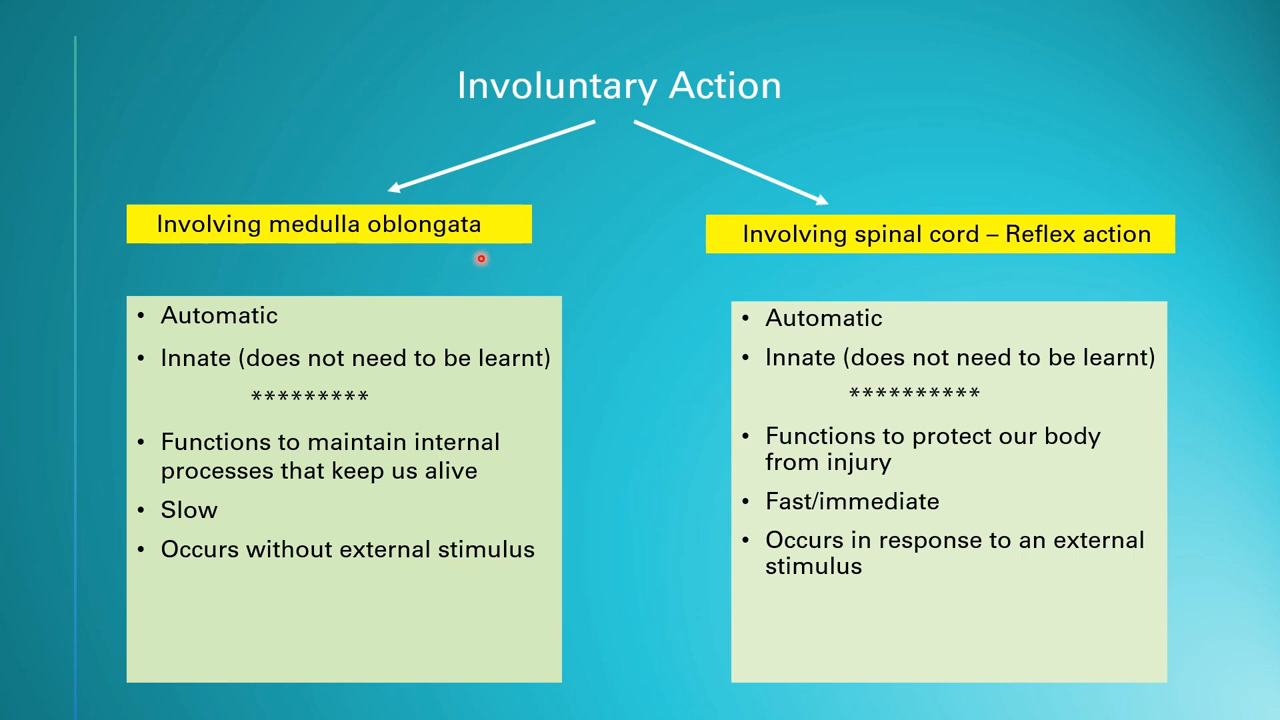 Involuntary Action
Involving medulla oblongata
• Automatic
• Innate (does not need to be learnt)
*********
• Functions to maintain internal
processes that keep us alive
• Slow
• Occurs without external stimulus
Involving spinal cord – Reflex action
• Automatic
• Innate (does not need to be learnt)
**********
• Functions to protect our body
from injury
• Fast/immediate
• Occurs in response to an external
stimulus